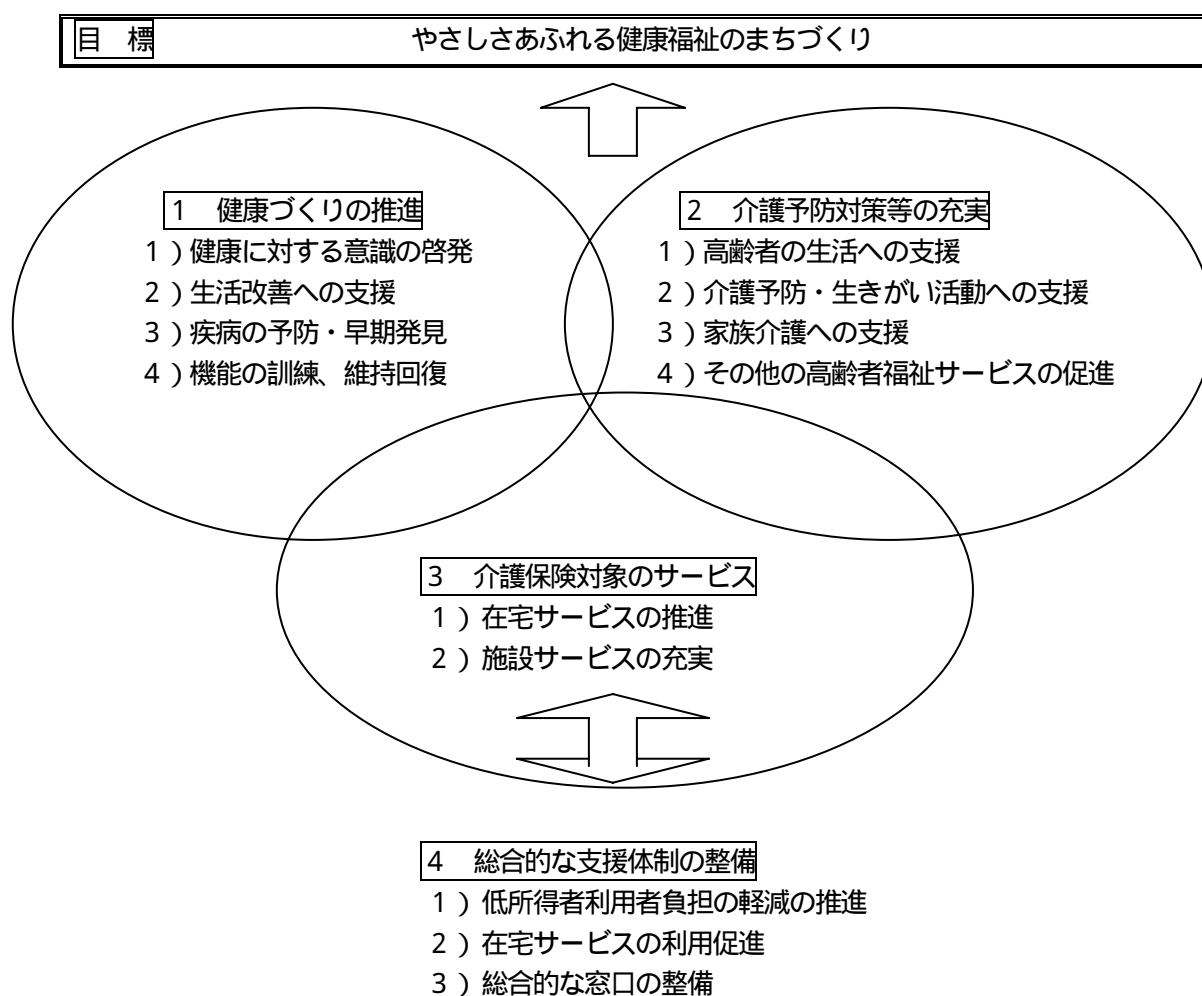 目　標　やさしさあふれる健康福祉のまちづくり
1　健康づくりの推進
1）健康に対する意識の啓発
2）生活改善への支援
3）疾病の予防・早期発見
4）機能の訓練、維持回復
2　介護予防対策等の充実
1）高齢者の生活への支援
2）介護予防・生きがい活動への支援
3）家族介護への支援
4）その他の高齢者福祉サービスの促進
3　介護保険対象のサービス
1）在宅サービスの推進
2）施設サービスの充実
4　総合的な支援体制の整備
1）低所得者利用者負担の軽減の推進
2）在宅サービスの利用促進
3）総合的な窓口の整備